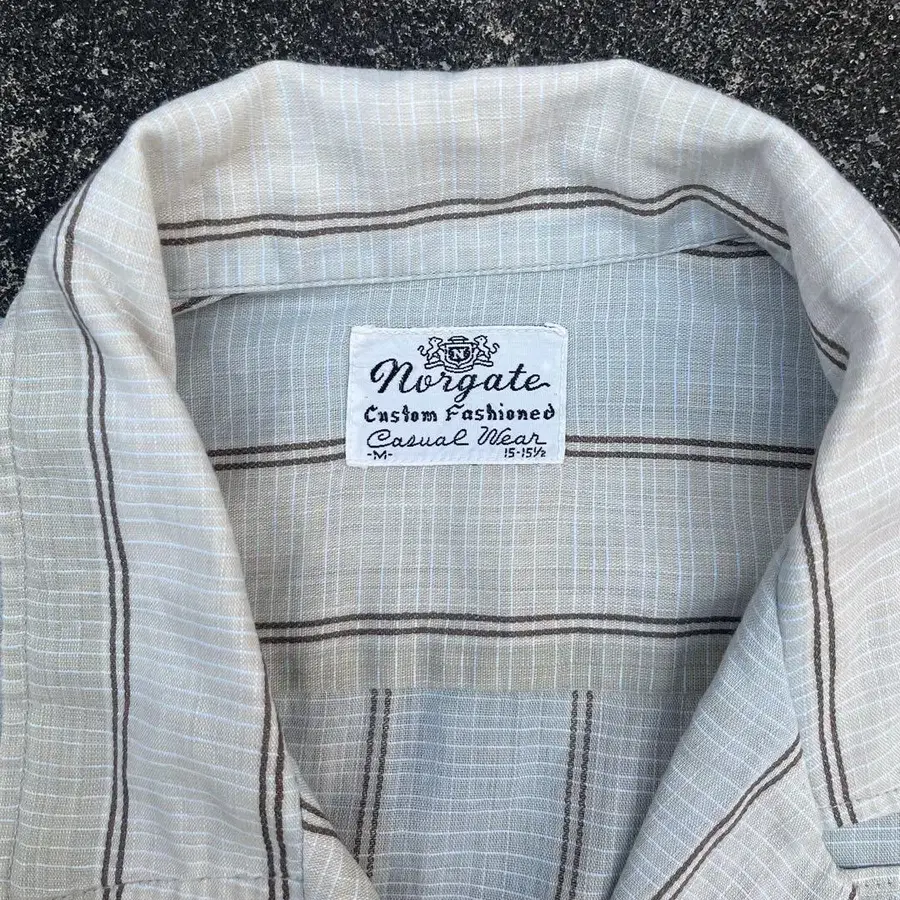 N
Norgate
Custom Fashioned
Casual Wear
-M- 15-15½